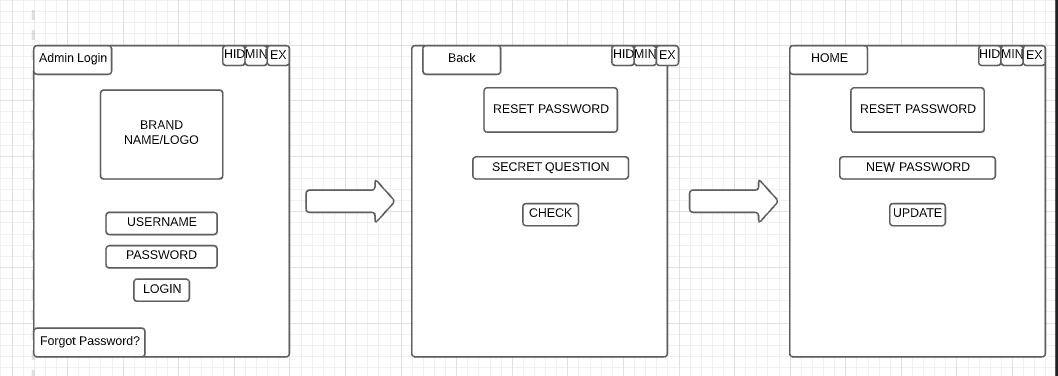 Admin Login
HID
MIN
EX
BRAND
NAME/LOGO
USERNAME
PASSWORD
LOGIN
Forgot Password?
Back
HID
MIN
EX
RESET PASSWORD
SECRET QUESTION
CHECK
HOME
HID
MIN
EX
RESET PASSWORD
NEW PASSWORD
UPDATE